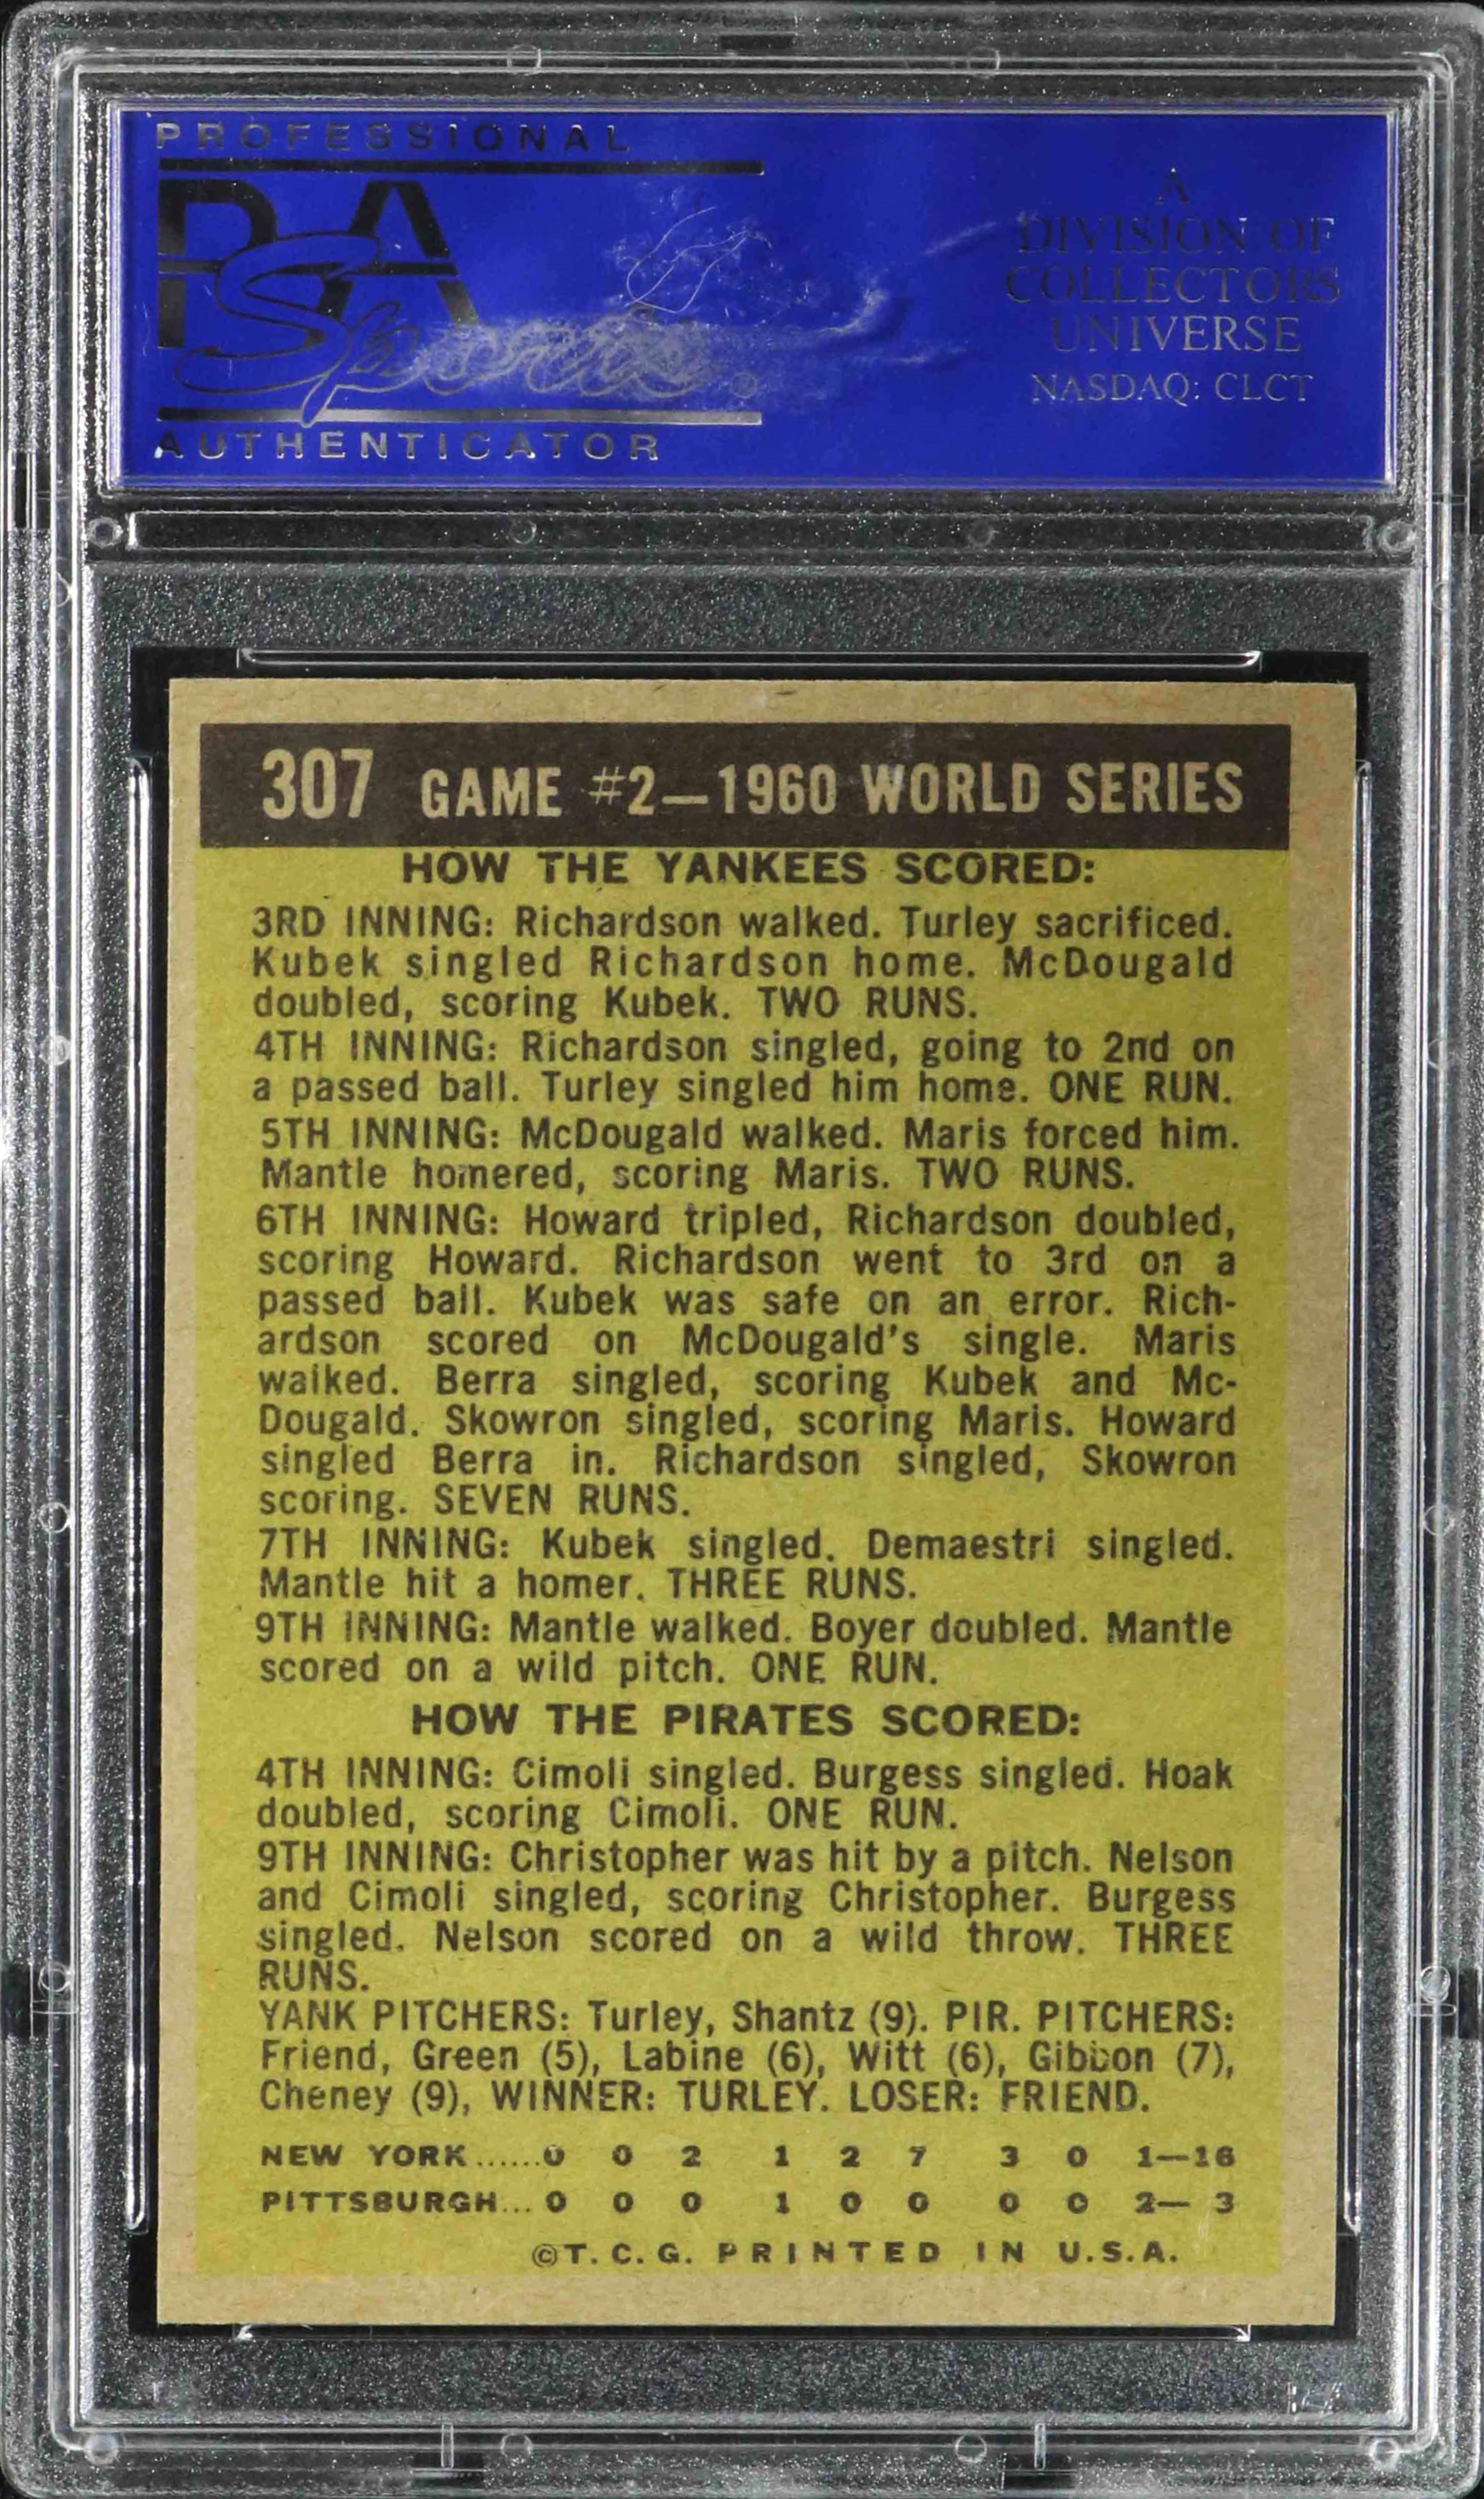 PROFESSIONAL
PSA
Sports ®
AUTHENTICATOR
A
DIVISION OF
COLLECTORS
UNIVERSE
NASDAQ: CLCT
307 GAME #2—1960 WORLD SERIES
HOW THE YANKEES SCORED:
3RD INNING: Richardson walked. Turley sacrificed.
Kubek singled Richardson home. McDougald
doubled, scoring Kubek. TWO RUNS.
4TH INNING: Richardson singled, going to 2nd on
a passed ball. Turley singled him home. ONE RUN.
5TH INNING: McDougald walked. Maris forced him.
Mantle homered, scoring Maris. TWO RUNS.
6TH INNING: Howard tripled, Richardson doubled,
scoring Howard. Richardson went to 3rd on a
passed ball. Kubek was safe on an error. Rich-
ardson scored on McDougald's single. Maris
walked. Berra singled, scoring Kubek and Mc-
Dougald. Skowron singled, scoring Maris. Howard
singled Berra in. Richardson singled, Skowron
scoring. SEVEN RUNS.
7TH INNING: Kubek singled. Demaestri singled.
Mantle hit a homer. THREE RUNS.
9TH INNING: Mantle walked. Boyer doubled. Mantle
scored on a wild pitch. ONE RUN.
HOW THE PIRATES SCORED:
4TH INNING: Cimoli singled. Burgess singled. Hoak
doubled, scoring Cimoli. ONE RUN.
9TH INNING: Christopher was hit by a pitch. Nelson
and Cimoli singled, scoring Christopher. Burgess
singled. Nelson scored on a wild throw. THREE
RUNS.
YANK PITCHERS: Turley, Shantz (9). PIR. PITCHERS:
Friend, Green (5), Labine (6), Witt (6), Gibbon (7),
Cheney (9), WINNER: TURLEY. LOSER: FRIEND.
NEW YORK......0 0 2 1 2 7 3 0 1—16
PITTSBURGH...0 0 0 1 0 0 0 0 2— 3
©T.C.G. PRINTED IN U.S.A.